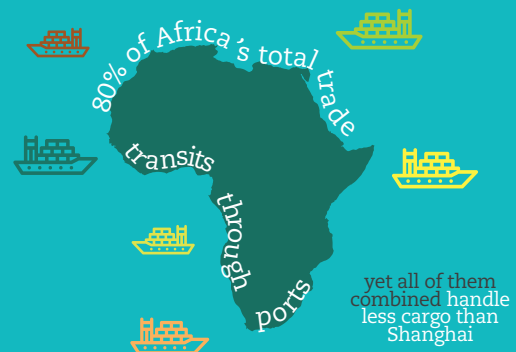 80% of Africa's total trade
transits through ports
yet all of them
combined handle
less cargo than
Shanghai